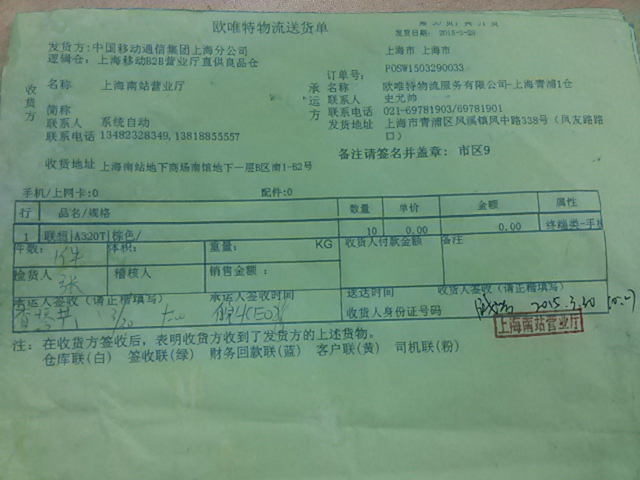 欧唯特物流送货单
发货日期: 2015-3-29
发货方:中国移动通信集团上海分公司
上海市 上海市
逻辑仓: 上海移动B2B营业厅直供良品仓
订单号: POSW1503290033
收货方
名称 上海南站营业厅
简称
联系人 系统自动
联系电话 13482328349,13818855557
收货地址 上海南站地下商场南馆地下一层B区南1-B2号
承运方
名称 欧唯特物流服务有限公司-上海青浦1仓
联系人 史尤帅
联系电话 021-69781903/69781901
发货地址 上海市青浦区凤溪镇凤中路338号（凤友路路口）
备注请签名并盖章: 市区9
手机/上网卡:0 配件:0
行 品名/规格 数量 单价 金额 属性
1 联想|A320T|棕色/ 10 0.00 0.00 终端类-手机
件数: 1件 体积: 重量: KG 收货人付款金额 备注
检货人 张 稽核人 销售金额:
承运人签收（请正楷填写） 承运人签收时间 送达时间 收货人签收（请正楷填写）
3/30 收货人身份证号码 2015.3.30
上海南站营业厅
注: 在收货方签收后, 表明收货方收到了发货方的上述货物。
仓库联(白) 签收联(绿) 财务回款联(蓝) 客户联(黄) 司机联(粉)